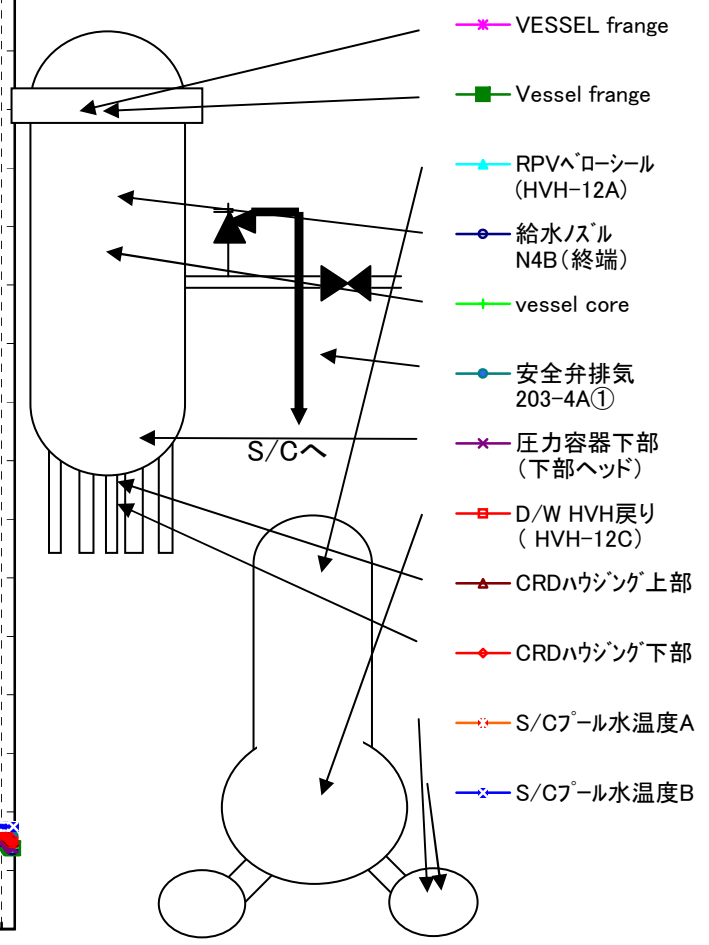 VESSEL frange
Vessel frange
RPVﾍﾞﾛｰｼｰﾙ
(HVH-12A)
給水ﾉｽﾞﾙ
N4B(終端)
vessel core
安全弁排気
203-4A①
圧力容器下部
(下部ヘッド)
D/W HVH戻り
( HVH-12C)
CRDﾊｳｼﾞﾝｸﾞ上部
CRDﾊｳｼﾞﾝｸﾞ下部
S/Cﾌﾟｰﾙ水温度A
S/Cﾌﾟｰﾙ水温度B
S/Cへ